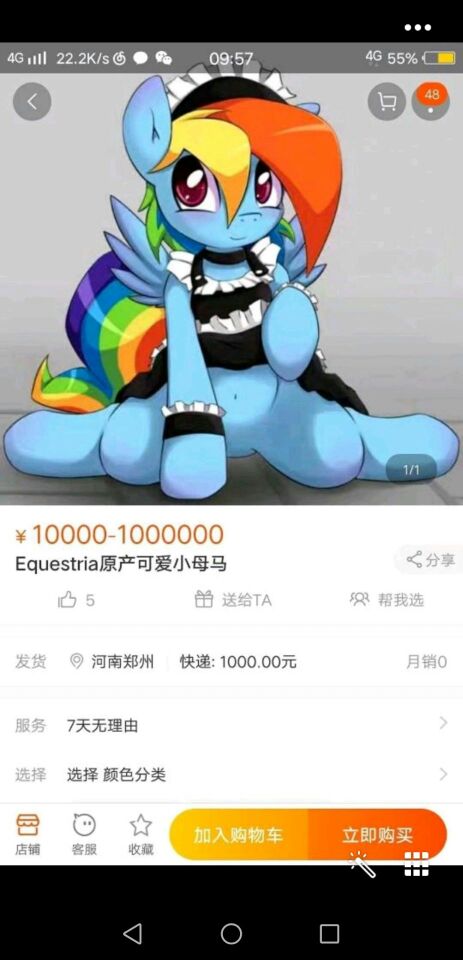 4G 22.2K/s 09:57 4G 55%
48
1/1
¥ 10000-1000000
Equestria原产可爱小母马
分享
5 送给TA 帮我选
发货 河南郑州 快递: 1000.00元 月销0
服务 7天无理由
选择 选择 颜色分类
店铺 客服 收藏 加入购物车 立即购买